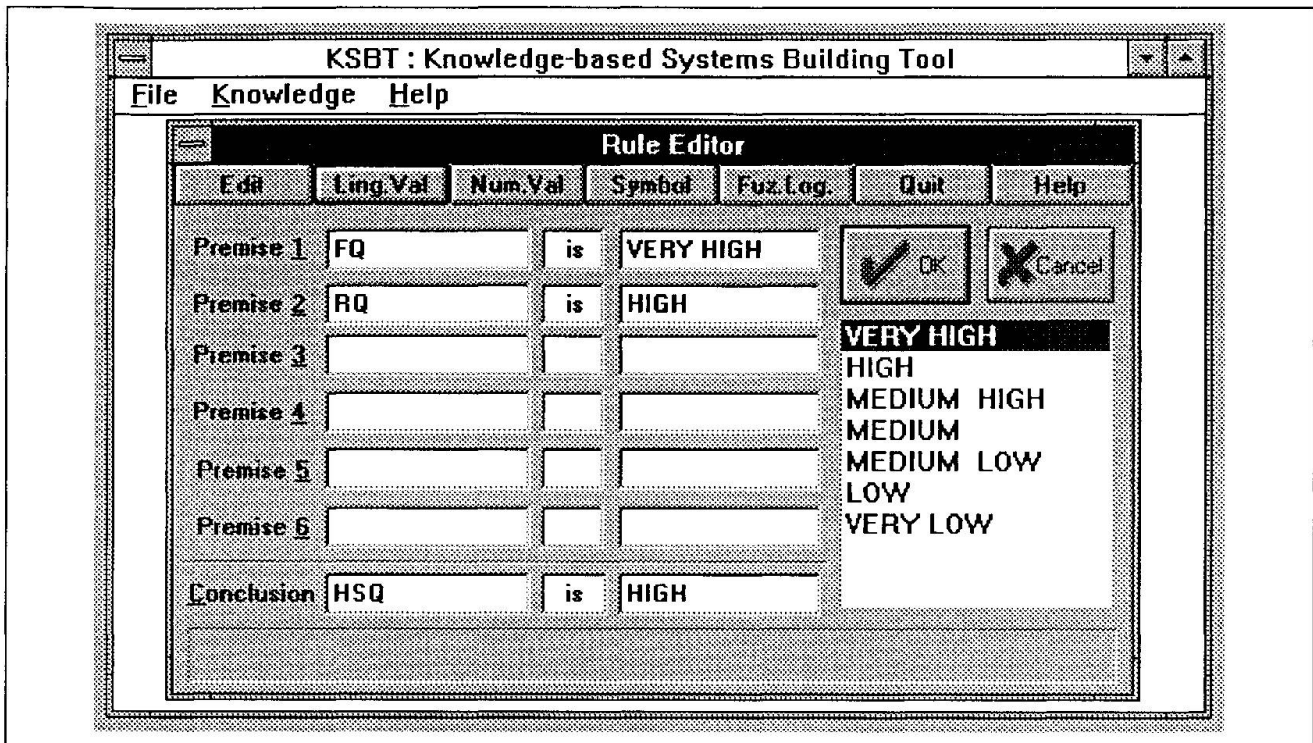 KSBT : Knowledge-based Systems Building Tool
File Knowledge Help
Rule Editor
Edit Ling.Val Num.Val Symbol Fuz.Log. Quit Help
Premise 1 FQ is VERY HIGH
OK Cancel
Premise 2 RQ is HIGH
Premise 3
Premise 4
Premise 5
Premise 6
Conclusion HSQ is HIGH
VERY HIGH
HIGH
MEDIUM HIGH
MEDIUM
MEDIUM LOW
LOW
VERY LOW